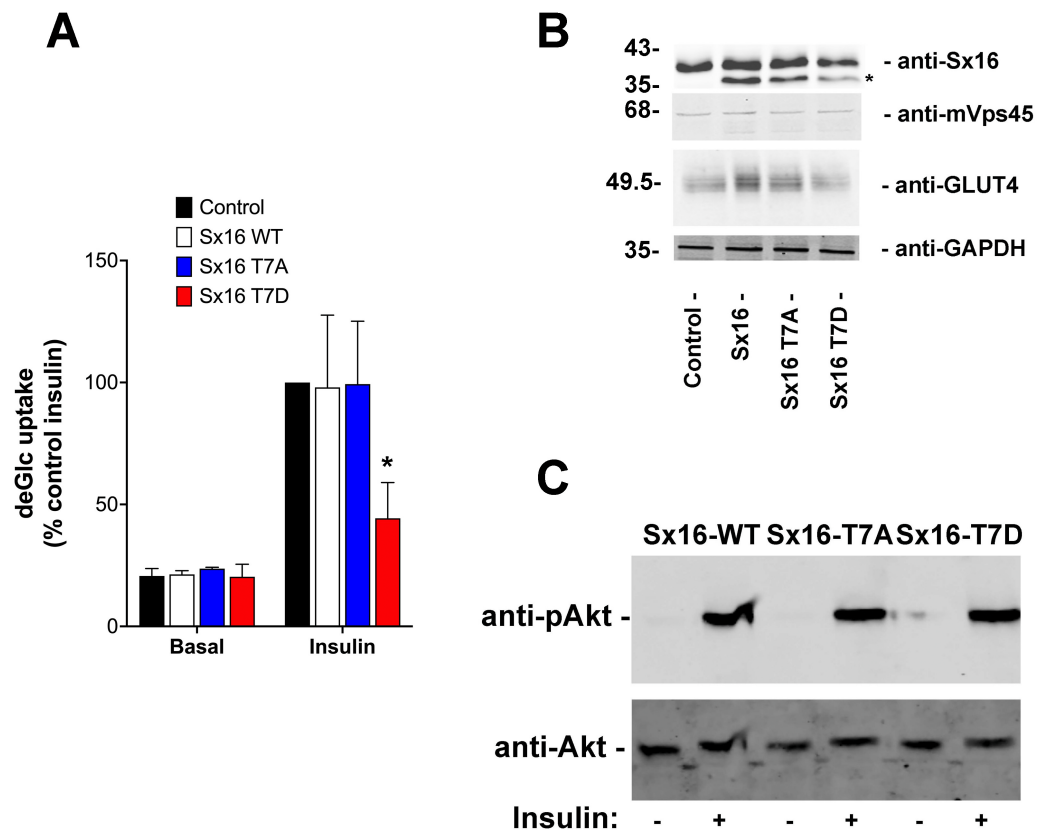 A
Control
Sx16 WT
Sx16 T7A
Sx16 T7D
150
100
50
0
deGlc uptake
(% control insulin)
*
Basal
Insulin
B
43-
- anti-Sx16
*
35-
68-
- anti-mVps45
49.5-
- anti-GLUT4
35-
- anti-GAPDH
Control -
Sx16 -
Sx16 T7A -
Sx16 T7D -
C
Sx16-WT Sx16-T7A Sx16-T7D
anti-pAkt -
anti-Akt -
Insulin: - + - + - +